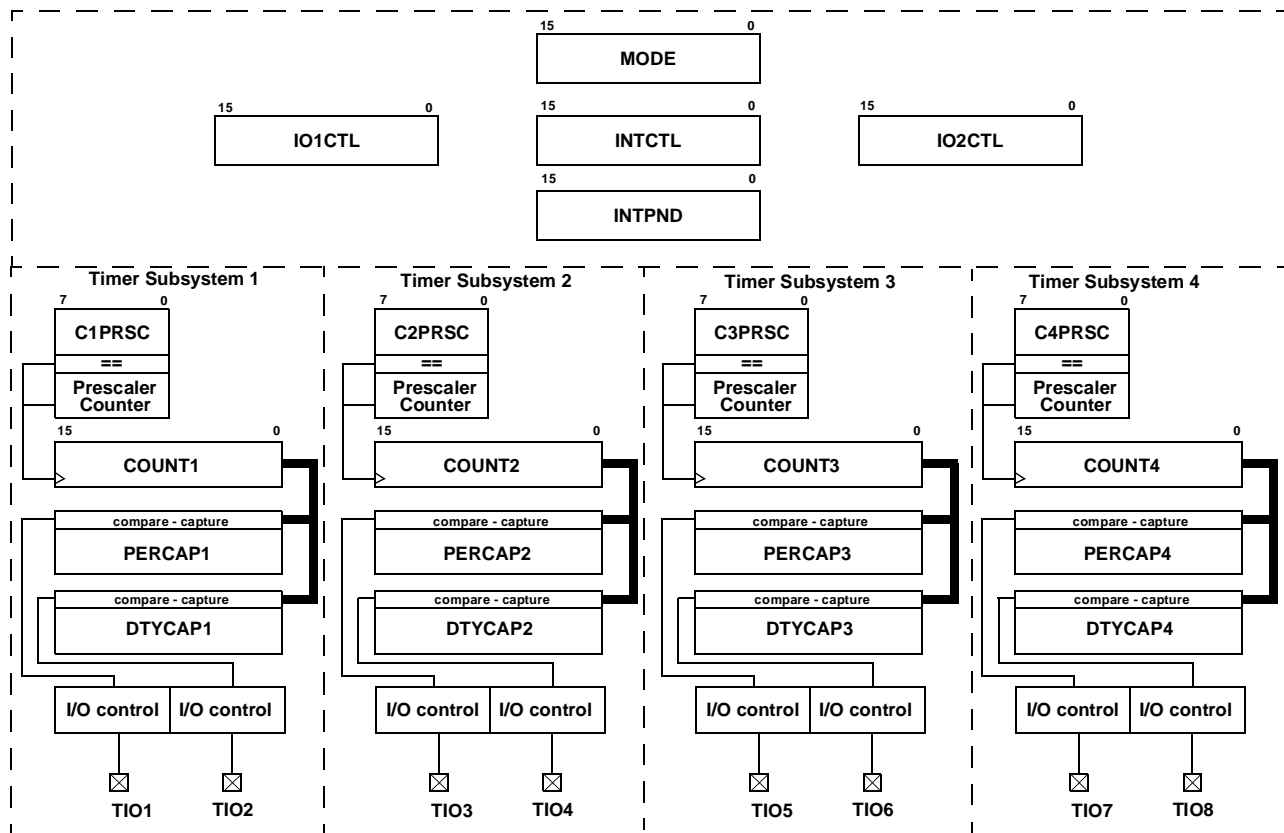 15 0
MODE
15 0 15 0 15 0
IO1CTL INTCTL IO2CTL
15 0
INTPND
Timer Subsystem 1 Timer Subsystem 2 Timer Subsystem 3 Timer Subsystem 4
7 0 7 0 7 0 7 0
C1PRSC C2PRSC C3PRSC C4PRSC
== == == ==
Prescaler Prescaler Prescaler Prescaler
Counter Counter Counter Counter
15 0 15 0 15 0 15 0
COUNT1 COUNT2 COUNT3 COUNT4
compare - capture compare - capture compare - capture compare - capture
PERCAP1 PERCAP2 PERCAP3 PERCAP4
compare - capture compare - capture compare - capture compare - capture
DTYCAP1 DTYCAP2 DTYCAP3 DTYCAP4
I/O control I/O control I/O control I/O control I/O control I/O control I/O control I/O control
TIO1 TIO2 TIO3 TIO4 TIO5 TIO6 TIO7 TIO8